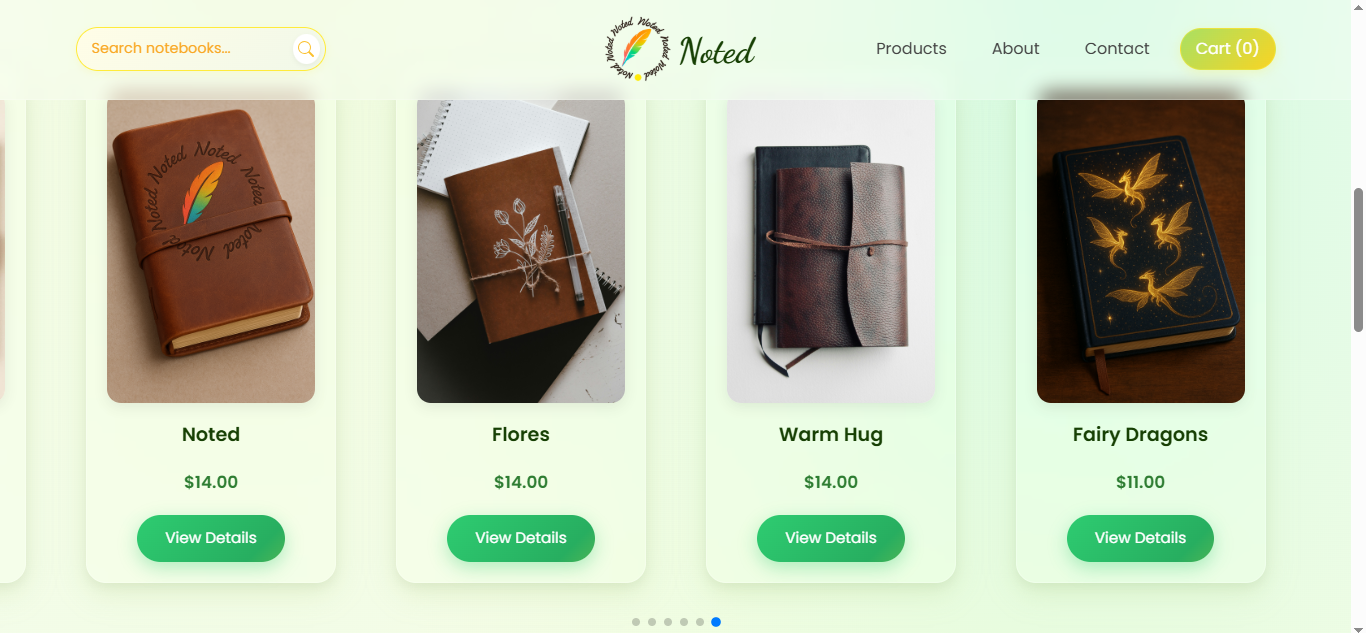 Search notebooks...
Noted Noted Noted Noted Noted Noted
Noted
Products
About
Contact
Cart (0)
Noted Noted Noted Noted Noted
Noted
$14.00
View Details
Flores
$14.00
View Details
Warm Hug
$14.00
View Details
Fairy Dragons
$11.00
View Details